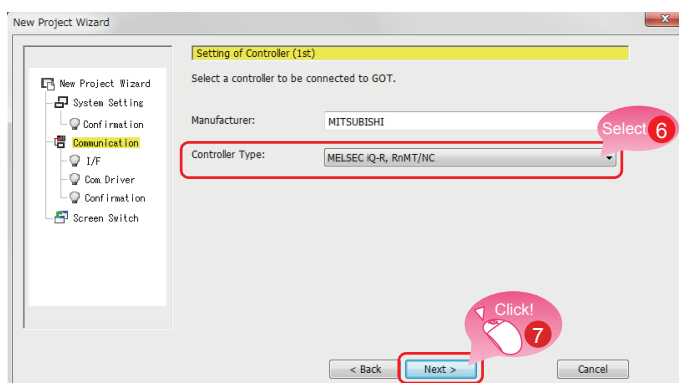 New Project Wizard
Setting of Controller (1st)
Select a controller to be connected to GOT.
New Project Wizard
System Setting
Confirmation
Communication
I/F
Com. Driver
Confirmation
Screen Switch
Manufacturer:
MITSUBISHI
Select 6
Controller Type:
MELSEC iQ-R, RnMT/NC
Click!
7
< Back
Next >
Cancel